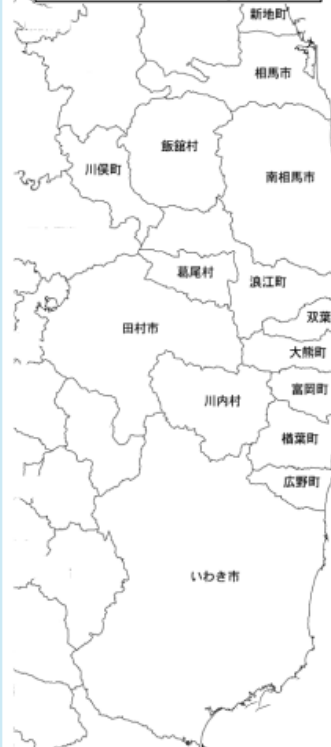 新地町
相馬市
飯舘村
川俣町
南相馬市
葛尾村
浪江町
双葉
田村市
大熊町
富岡町
川内村
楢葉町
広野町
いわき市